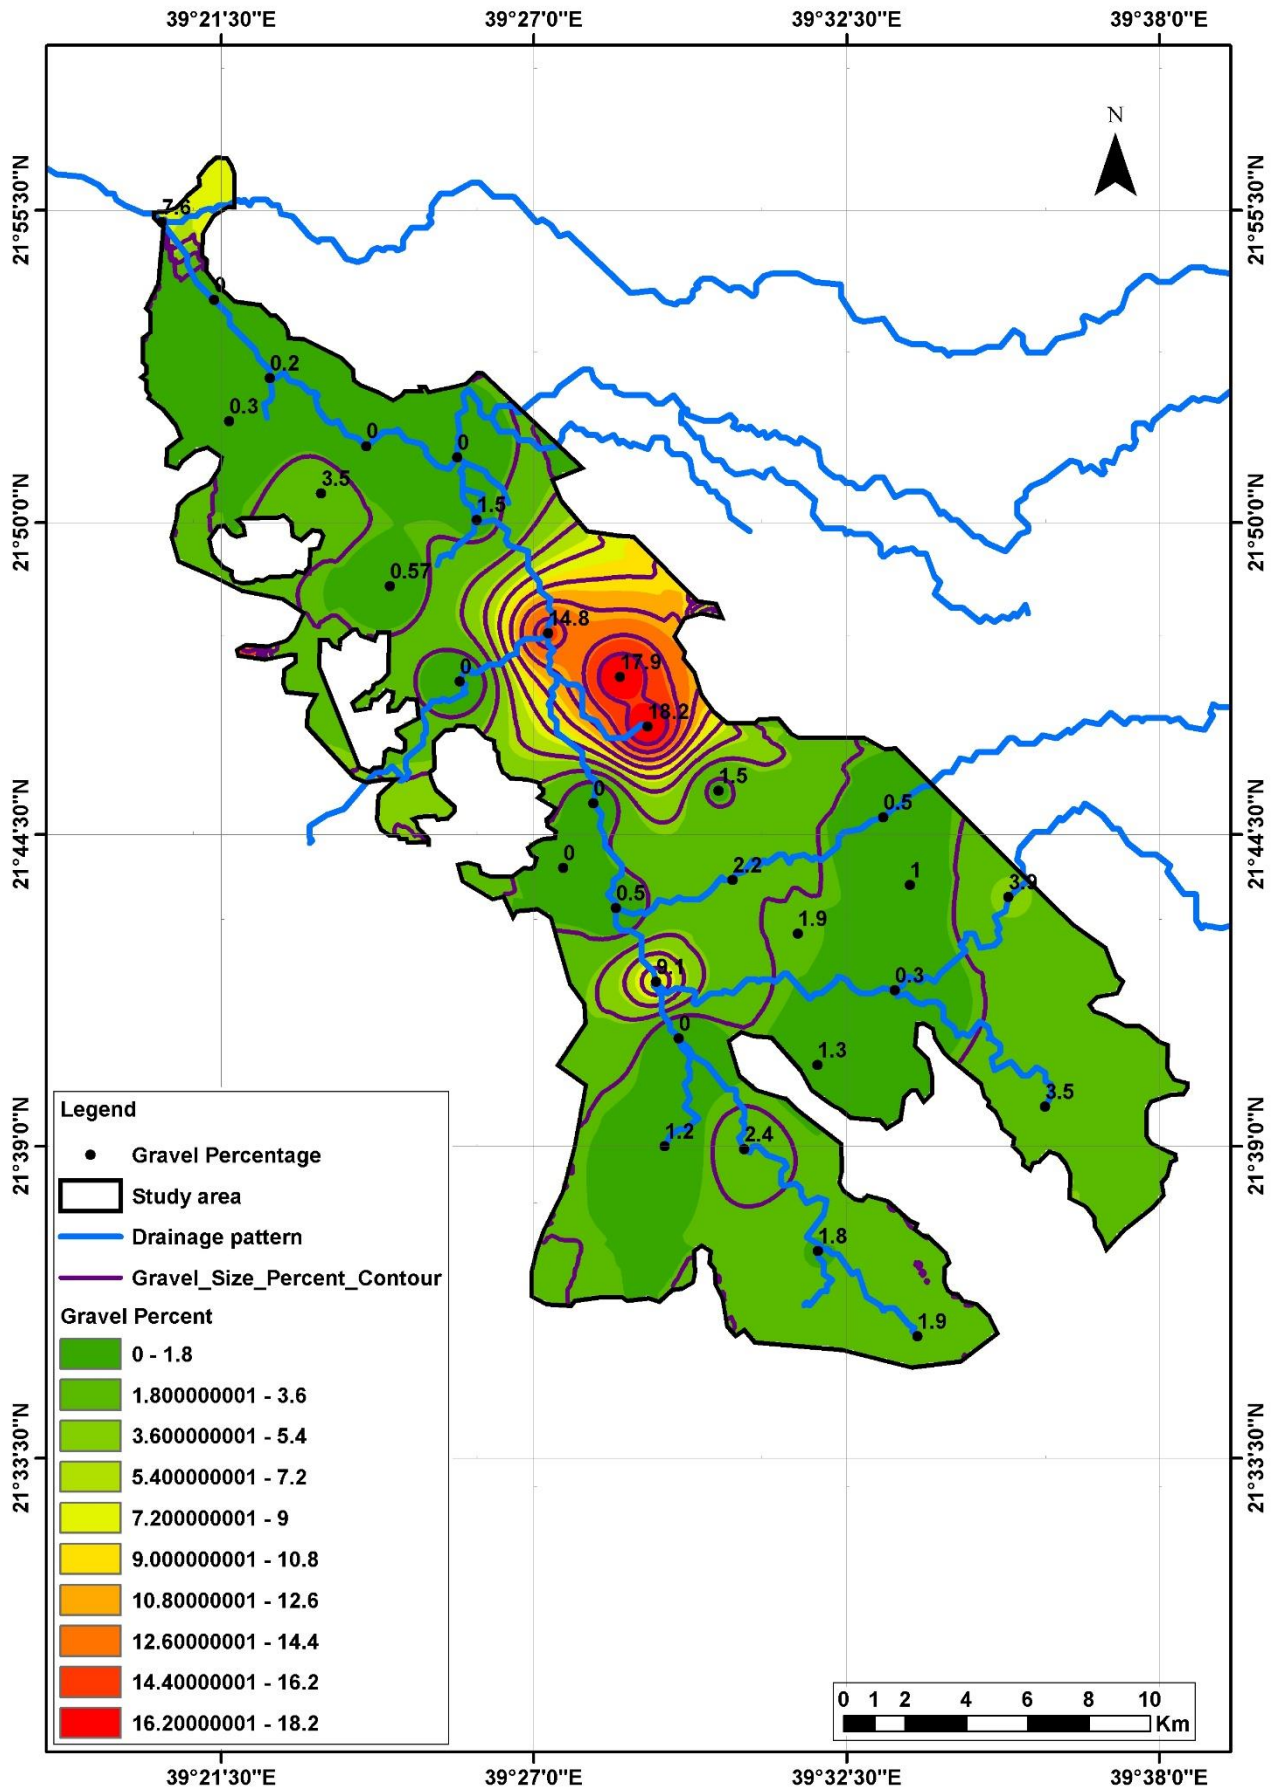 39°21'30"E 39°27'0"E 39°32'30"E 39°38'0"E
N
21°55'30"N 21°55'30"N
7.6
0
0.2
0.3
0
0
3.5
1.5
21°50'0"N 21°50'0"N
0.57
14.8
17.9
0
18.2
1.5
0
0.5
21°44'30"N 21°44'30"N
0
2.2
1
3.9
0.5
1.9
9.1
0.3
0
1.3
3.5
1.2
2.4
21°39'0"N 21°39'0"N
1.8
1.9
21°33'30"N 21°33'30"N
Legend
Gravel Percentage
Study area
Drainage pattern
Gravel_Size_Percent_Contour
Gravel Percent
0 - 1.8
1.800000001 - 3.6
3.600000001 - 5.4
5.400000001 - 7.2
7.200000001 - 9
9.000000001 - 10.8
10.80000001 - 12.6
12.60000001 - 14.4
14.40000001 - 16.2
16.20000001 - 18.2
0 1 2 4 6 8 10
Km
39°21'30"E 39°27'0"E 39°32'30"E 39°38'0"E